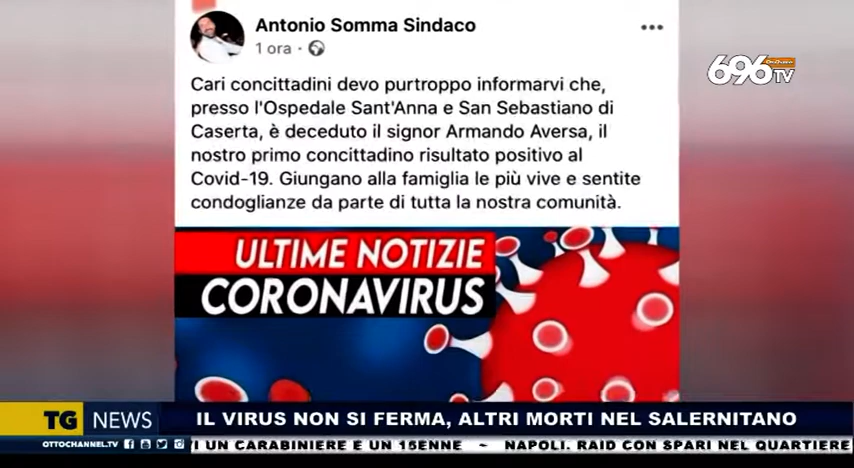 Antonio Somma Sindaco
1 ora ·
Cari concittadini devo purtroppo informarvi che,
presso l'Ospedale Sant'Anna e San Sebastiano di
Caserta, è deceduto il signor Armando Aversa, il
nostro primo concittadino risultato positivo al
Covid-19. Giungano alla famiglia le più vive e sentite
condoglianze da parte di tutta la nostra comunità.
696
TV
ULTIME NOTIZIE
CORONAVIRUS
TG NEWS
IL VIRUS NON SI FERMA, ALTRI MORTI NEL SALERNITANO
OTTOCHANNEL.TV
I UN CARABINIERE E UN 15ENNE ~ NAPOLI. RAID CON SPARI NEL QUARTIERE